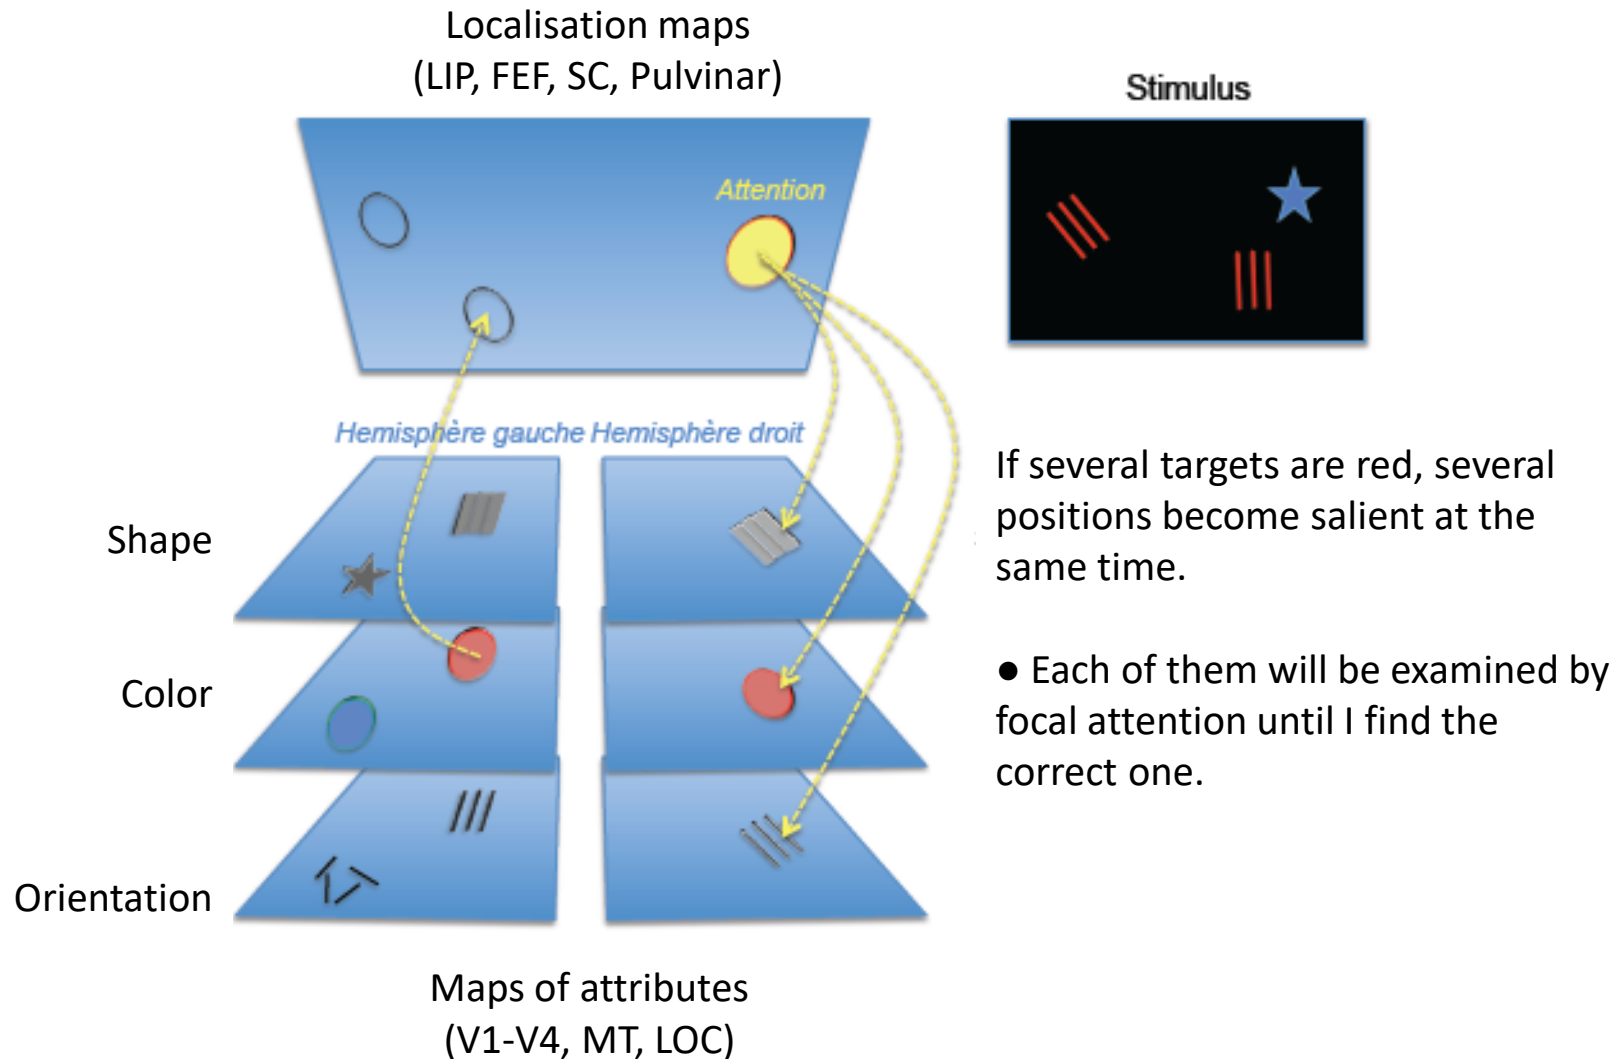 Localisation maps
(LIP, FEF, SC, Pulvinar)
Stimulus
Attention
Hemisphère gauche Hemisphère droit
Shape
Color
Orientation
If several targets are red, several
positions become salient at the
same time.
● Each of them will be examined by
focal attention until I find the
correct one.
Maps of attributes
(V1-V4, MT, LOC)